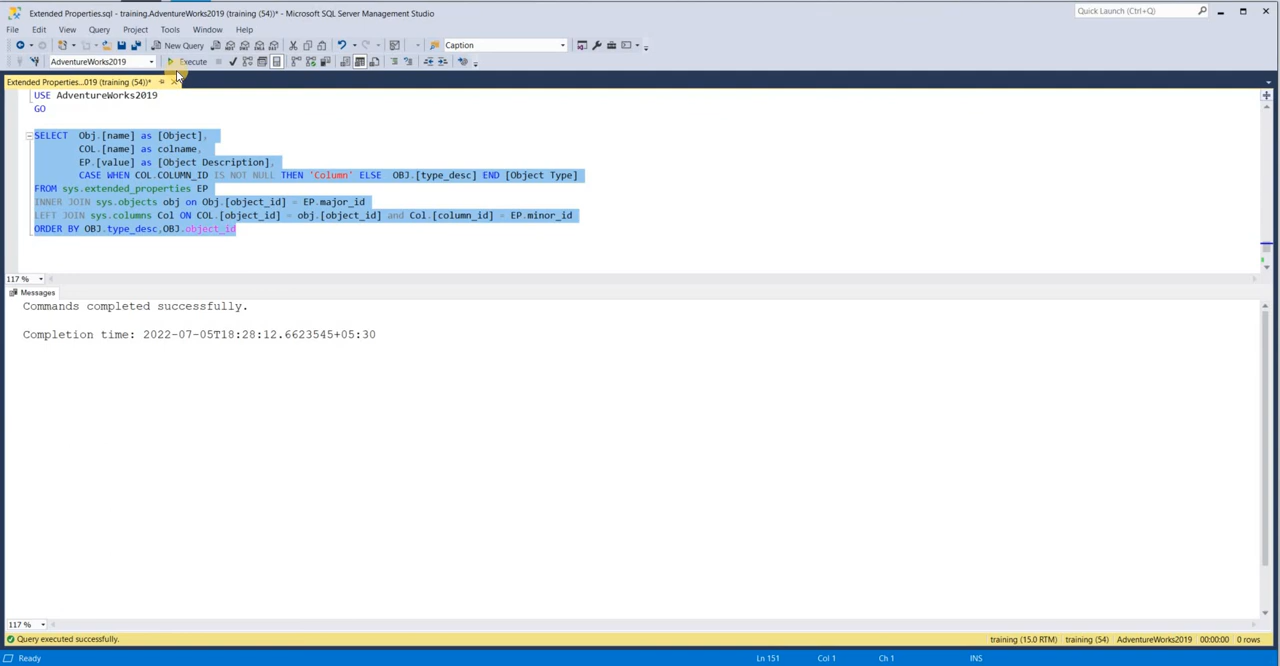 Extended Properties.sql - training.AdventureWorks2019 (training (54))* - Microsoft SQL Server Management Studio
Quick Launch (Ctrl+Q)
File Edit View Query Project Tools Window Help
New Query
Caption
AdventureWorks2019
Execute
Extended Properties...019 (training (54))*
USE AdventureWorks2019
GO
SELECT Obj.[name] as [Object],
COL.[name] as colname,
EP.[value] as [Object Description],
CASE WHEN COL.COLUMN_ID IS NOT NULL THEN 'Column' ELSE OBJ.[type_desc] END [Object Type]
FROM sys.extended_properties EP
INNER JOIN sys.objects obj on Obj.[object_id] = EP.major_id
LEFT JOIN sys.columns Col ON COL.[object_id] = obj.[object_id] and Col.[column_id] = EP.minor_id
ORDER BY OBJ.type_desc,OBJ.object_id
117 %
Messages
Commands completed successfully.
Completion time: 2022-07-05T18:28:12.6623545+05:30
117 %
Query executed successfully.
training (15.0 RTM) training (54) AdventureWorks2019 00:00:00 0 rows
Ready
Ln 151 Col 1 Ch 1 INS